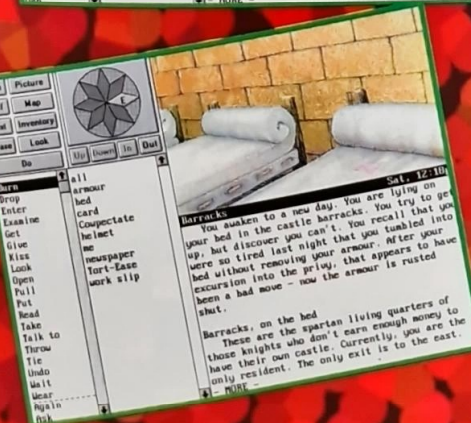 Picture
Map
Inventory
Look
Do
E
Up Down In Out
Drop
Enter
Examine
Get
Give
Kiss
Look
Open
Pull
Put
Read
Take
Talk to
Throw
Tie
Undo
Wait
Wear
Again
Ask
all
armour
bed
card
Cowpectate
helmet
me
newspaper
Tort-Ease
work slip
Barracks
Sat, 12:10
You awaken to a new day. You are lying on
your bed in the castle barracks. You try to get
up, but discover you can't. You recall that you
were so tired last night that you tumbled into
bed without removing your armour. After your
excursion into the privy, that appears to have
been a bad move - now the armour is rusted
shut.
Barracks, on the bed
These are the spartan living quarters of
those knights who don't earn enough money to
have their own castle. Currently, you are the
only resident. The only exit is to the east.
- MORE -